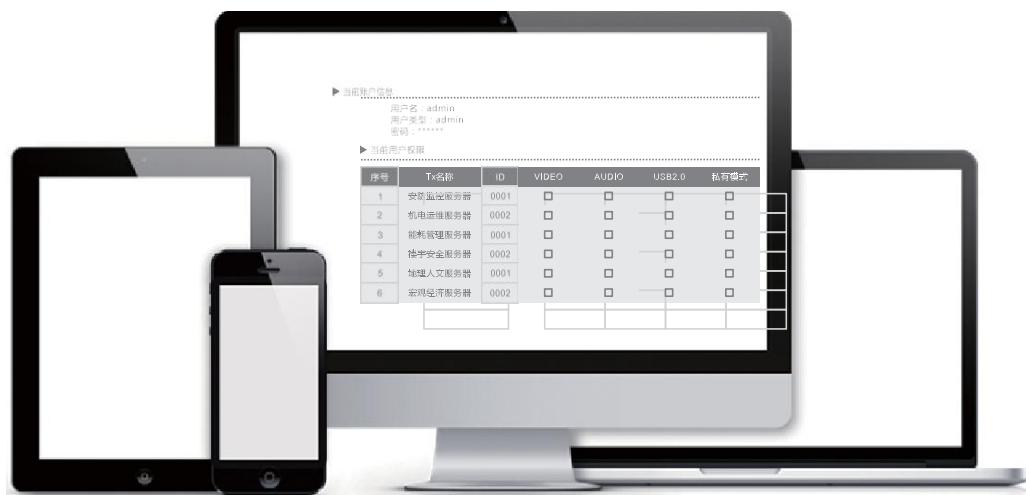 ▶ 当前账户信息
用户名：admin
用户类型：admin
密码：******
▶ 当前用户权限
序号 Tx名称 ID VIDEO AUDIO USB2.0 私有模式
1 安防监控服务器 0001
2 机电运维服务器 0002
3 能耗管理服务器 0001
4 楼宇安全服务器 0002
5 地理人文服务器 0001
6 宏观经济服务器 0002